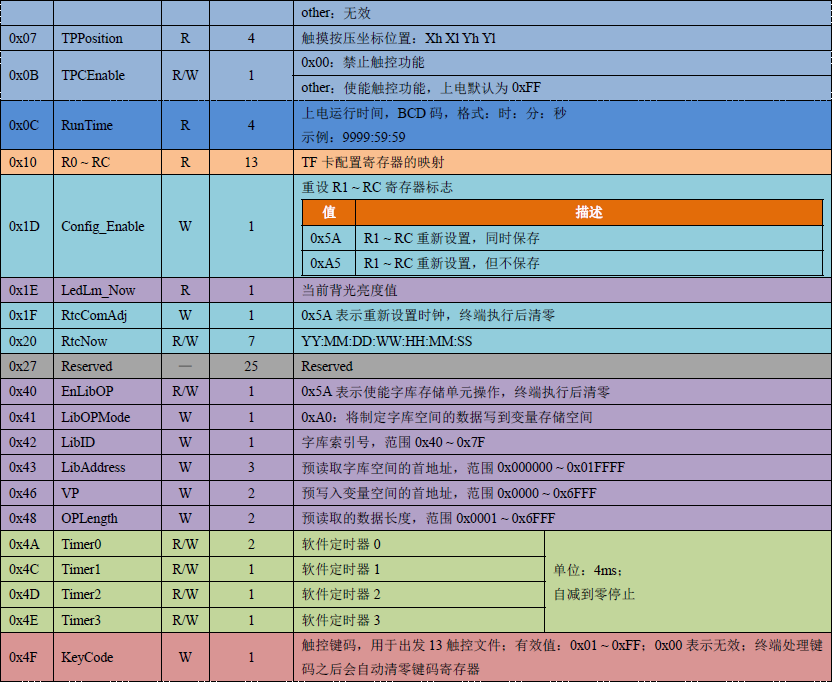 other：无效
0x07 TPPosition R 4 触摸按压坐标位置：Xh Xl Yh Yl
0x0B TPCEnable R/W 1 0x00：禁止触控功能
other：使能触控功能，上电默认为 0xFF
0x0C RunTime R 4 上电运行时间，BCD 码，格式：时：分：秒
示例：9999:59:59
0x10 R0 ~ RC R 13 TF 卡配置寄存器的映射
0x1D Config_Enable W 1 重设 R1 ~ RC 寄存器标志
值 描述
0x5A R1 ~ RC 重新设置，同时保存
0xA5 R1 ~ RC 重新设置，但不保存
0x1E LedLm_Now R 1 当前背光亮度值
0x1F RtcComAdj W 1 0x5A 表示重新设置时钟，终端执行后清零
0x20 RtcNow R/W 7 YY:MM:DD:WW:HH:MM:SS
0x27 Reserved — 25 Reserved
0x40 EnLibOP R/W 1 0x5A 表示使能字库存储单元操作，终端执行后清零
0x41 LibOPMode W 1 0xA0：将制定字库空间的数据写到变量存储空间
0x42 LibID W 1 字库索引号，范围 0x40 ~ 0x7F
0x43 LibAddress W 3 预读取字库空间的首地址，范围 0x000000 ~ 0x01FFFF
0x46 VP W 2 预写入变量空间的首地址，范围 0x0000 ~ 0x6FFF
0x48 OPLength W 2 预读取的数据长度，范围 0x0001 ~ 0x6FFF
0x4A Timer0 R/W 2 软件定时器 0
0x4C Timer1 R/W 1 软件定时器 1
单位：4ms；
自减到零停止
0x4D Timer2 R/W 1 软件定时器 2
0x4E Timer3 R/W 1 软件定时器 3
0x4F KeyCode W 1 触控键码，用于出发 13 触控文件；有效值：0x01 ~ 0xFF；0x00 表示无效；终端处理键
码之后会自动清零键码寄存器